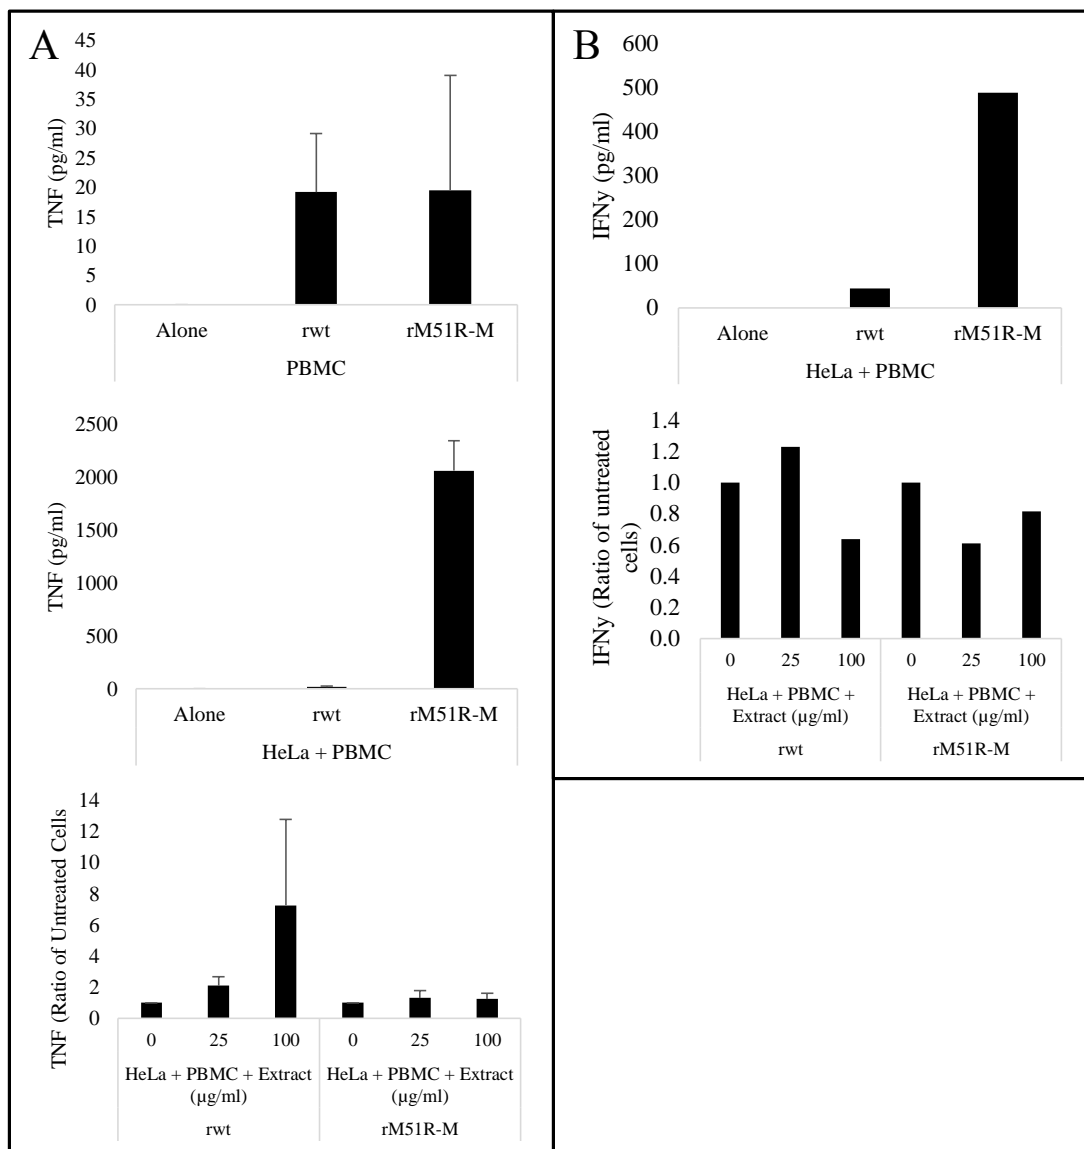 A
45
40
35
30
25
20
15
10
5
0
TNF (pg/ml)
Alone rwt rM51R-M
PBMC
2500
2000
1500
1000
500
0
TNF (pg/ml)
Alone rwt rM51R-M
HeLa + PBMC
14
12
10
8
6
4
2
0
TNF (Ratio of Untreated Cells
0 25 100 0 25 100
HeLa + PBMC + Extract HeLa + PBMC + Extract
(µg/ml) (µg/ml)
rwt rM51R-M
B
600
500
400
300
200
100
0
IFNy (pg/ml)
Alone rwt rM51R-M
HeLa + PBMC
1.4
1.2
1.0
0.8
0.6
0.4
0.2
0.0
IFNy (Ratio of untreated
cells)
0 25 100 0 25 100
HeLa + PBMC + HeLa + PBMC +
Extract (µg/ml) Extract (µg/ml)
rwt rM51R-M